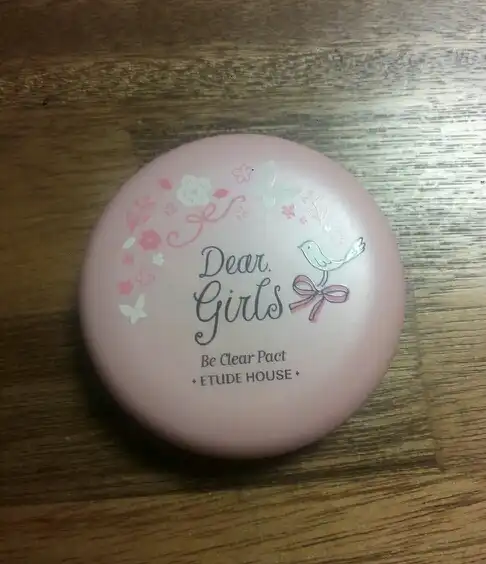 Dear.
Girls
Be Clear Pact
• ETUDE HOUSE •